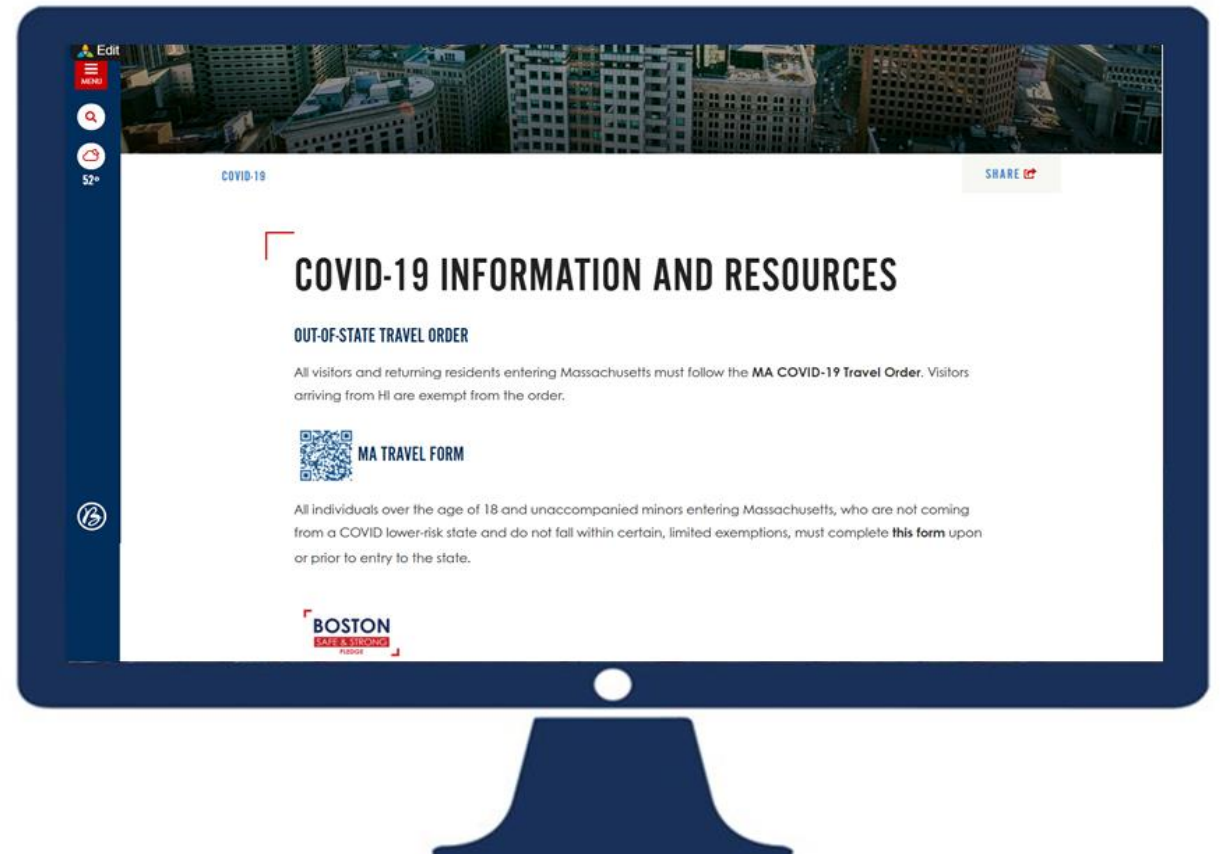 Edit
MENU
52°
COVID-19
SHARE
COVID-19 INFORMATION AND RESOURCES
OUT-OF-STATE TRAVEL ORDER
All visitors and returning residents entering Massachusetts must follow the MA COVID-19 Travel Order. Visitors
arriving from HI are exempt from the order.
MA TRAVEL FORM
All individuals over the age of 18 and unaccompanied minors entering Massachusetts, who are not coming
from a COVID lower-risk state and do not fall within certain, limited exemptions, must complete this form upon
or prior to entry to the state.
B
BOSTON
SAFE & STRONG
PLEDGE